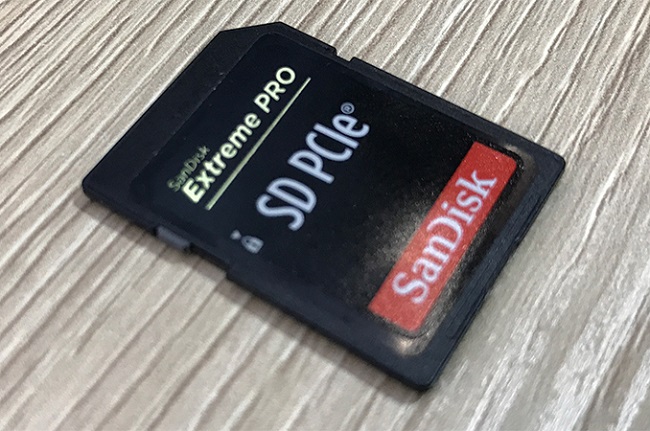 SanDisk
Extreme PRO
SD PCIe®
SanDisk